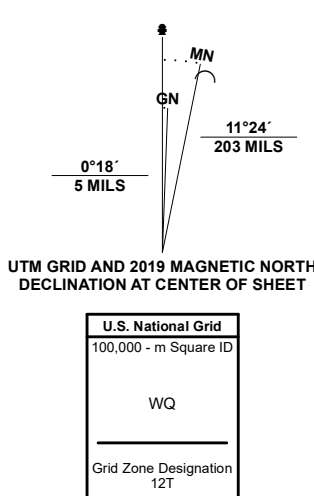 MN
GN
11°24´
203 MILS
0°18´
5 MILS
UTM GRID AND 2019 MAGNETIC NORTH
DECLINATION AT CENTER OF SHEET
U.S. National Grid
100,000 - m Square ID
WQ
Grid Zone Designation
12T